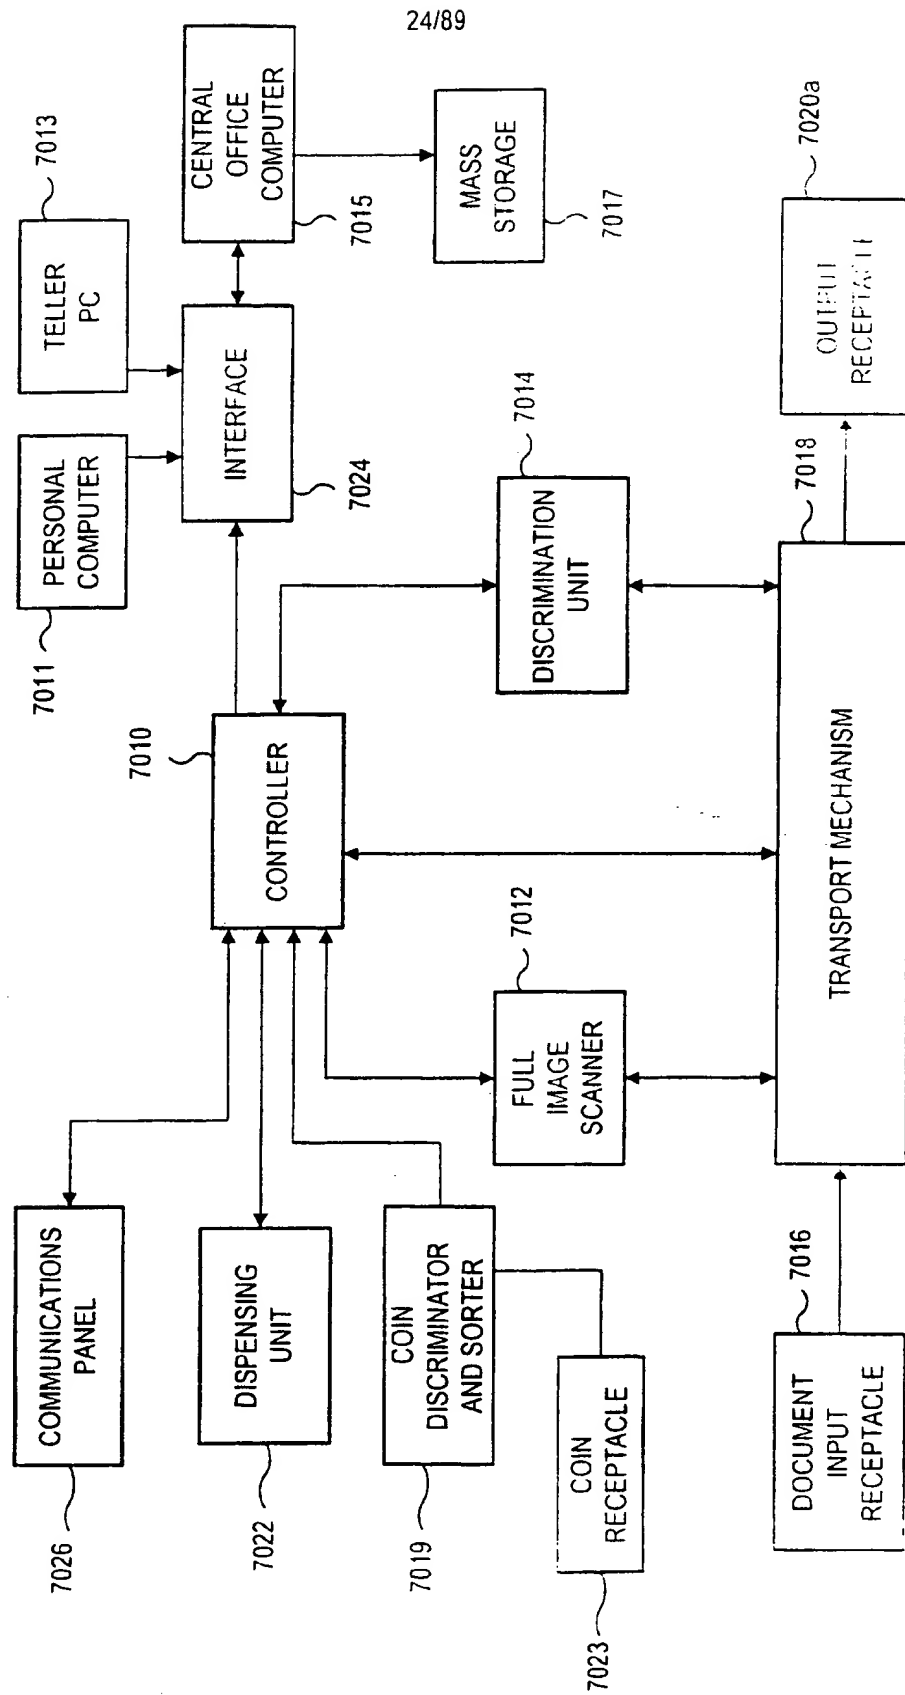 24/89
COMMUNICATIONS
PANEL
7026
DISPENSING
UNIT
7022
COIN
DISCRIMINATOR
AND SORTER
7019
COIN
RECEPTACLE
7023
DOCUMENT
INPUT
RECEPTACLE
7016
FULL
IMAGE
SCANNER
7012
CONTROLLER
7010
PERSONAL
COMPUTER
7011
TELLER
PC
7013
INTERFACE
7024
CENTRAL
OFFICE
COMPUTER
7015
MASS
STORAGE
7017
DISCRIMINATION
UNIT
7014
TRANSPORT MECHANISM
7018
OUTPUT
RECEPTACLE
7020a